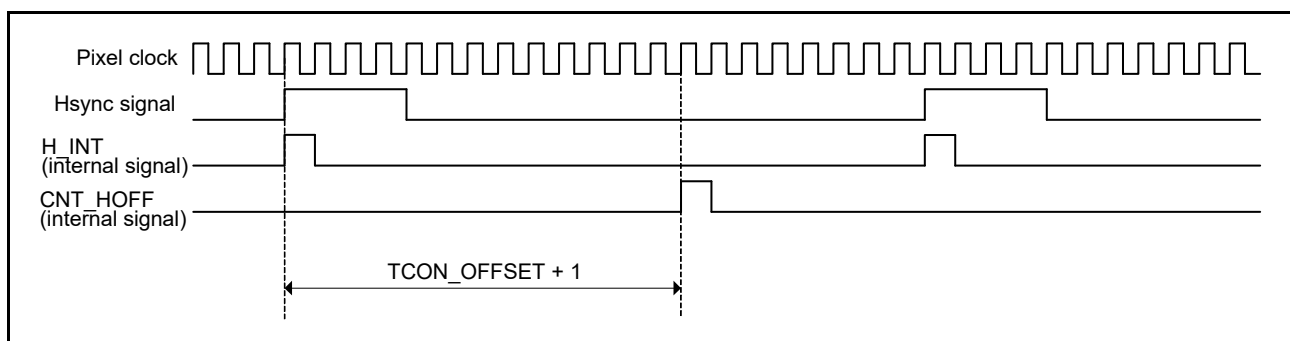 Pixel clock
Hsync signal
H_INT
(internal signal)
CNT_HOFF
(internal signal)
TCON_OFFSET + 1